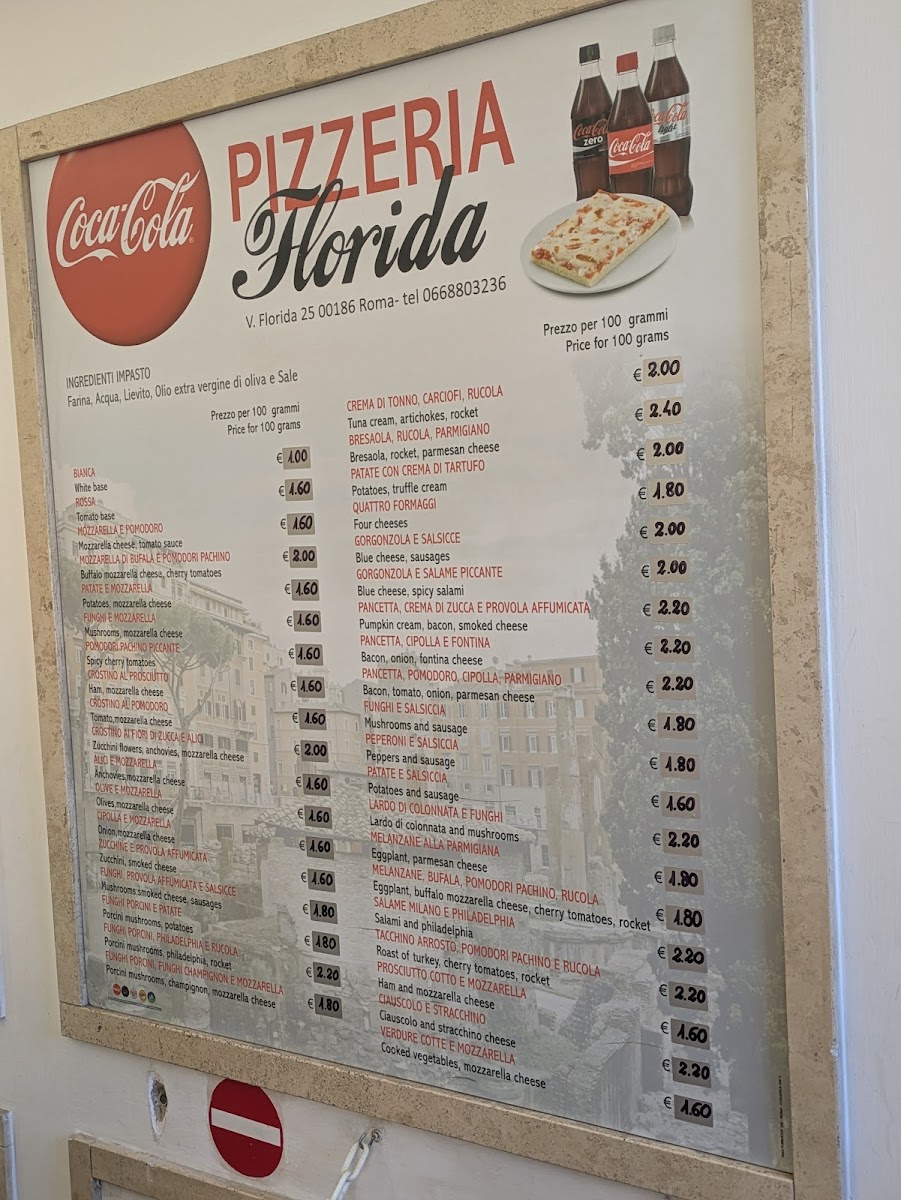 Coca-Cola
PIZZERIA
Florida
V. Florida 25 00186 Roma- tel 0668803236
Coca-Cola
zero
Coca-Cola
Coca-Cola
light
INGREDIENTI IMPASTO
Farina, Acqua, Lievito, Olio extra vergine di oliva e Sale
Prezzo per 100 grammi
Price for 100 grams
BIANCA
White base
€ 1.00
ROSSA
Tomato base
€ 1.60
MOZZARELLA E POMODORO
Mozzarella cheese, tomato sauce
€ 1.60
MOZZARELLA DI BUFALA E POMODORI PACHINO
Buffalo mozzarella cheese, cherry tomatoes
€ 2.00
PATATE E MOZZARELLA
Potatoes, mozzarella cheese
€ 1.60
FUNGHI E MOZZARELLA
Mushrooms, mozzarella cheese
€ 1.60
POMODORI PACHINO PICCANTE
Spicy cherry tomatoes
€ 1.60
CROSTINO AL PROSCIUTTO
Ham, mozzarella cheese
€ 1.60
CROSTINO AL POMODORO
Tomato,mozzarella cheese
€ 1.60
CROSTINO AI FIORI DI ZUCCA E ALICI
Zucchini flowers, anchovies, mozzarella cheese
€ 2.00
ALICI E MOZZARELLA
Anchovies,mozzarella cheese
€ 1.60
OLIVE E MOZZARELLA
Olives,mozzarella cheese
€ 1.60
CIPOLLA E MOZZARELLA
Onion,mozzarella cheese
€ 1.60
ZUCCHINE E PROVOLA AFFUMICATA
Zucchini, smoked cheese
€ 1.60
FUNGHI, PROVOLA AFFUMICATA E SALSICCE
Mushrooms,smoked cheese, sausages
€ 1.80
FUNGHI PORCINI E PATATE
Porcini mushrooms, potatoes
€ 1.80
FUNGHI PORCINI, PHILADELPHIA E RUCOLA
Porcini mushrooms, philadelphia, rocket
€ 2.20
FUNGHI PORCINI, FUNGHI CHAMPIGNON E MOZZARELLA
Porcini mushrooms, champignon, mozzarella cheese
€ 1.80
Prezzo per 100 grammi
Price for 100 grams
CREMA DI TONNO, CARCIOFI, RUCOLA
Tuna cream, artichokes, rocket
€ 2.00
BRESAOLA, RUCOLA, PARMIGIANO
Bresaola, rocket, parmesan cheese
€ 2.40
PATATE CON CREMA DI TARTUFO
Potatoes, truffle cream
€ 2.00
QUATTRO FORMAGGI
Four cheeses
€ 1.80
GORGONZOLA E SALSICCE
Blue cheese, sausages
€ 2.00
GORGONZOLA E SALAME PICCANTE
Blue cheese, spicy salami
€ 2.00
PANCETTA, CREMA DI ZUCCA E PROVOLA AFFUMICATA
Pumpkin cream, bacon, smoked cheese
€ 2.20
PANCETTA, CIPOLLA E FONTINA
Bacon, onion, fontina cheese
€ 2.20
PANCETTA, POMODORO, CIPOLLA, PARMIGIANO
Bacon, tomato, onion, parmesan cheese
€ 2.20
FUNGHI E SALSICCIA
Mushrooms and sausage
€ 1.80
PEPERONI E SALSICCIA
Peppers and sausage
€ 1.80
PATATE E SALSICCIA
Potatoes and sausage
€ 1.60
LARDO DI COLONNATA E FUNGHI
Lardo di colonnata and mushrooms
€ 2.20
MELANZANE ALLA PARMIGIANA
Eggplant, parmesan cheese
€ 1.80
MELANZANE, BUFALA, POMODORI PACHINO, RUCOLA
Eggplant, buffalo mozzarella cheese, cherry tomatoes, rocket
€ 1.80
SALAME MILANO E PHILADELPHIA
Salami and philadelphia
€ 2.20
TACCHINO ARROSTO, POMODORI PACHINO E RUCOLA
Roast of turkey, cherry tomatoes, rocket
€ 2.20
PROSCIUTTO COTTO E MOZZARELLA
Ham and mozzarella cheese
€ 1.60
CIAUSCOLO E STRACCHINO
Ciauscolo and stracchino cheese
€ 2.20
VERDURE COTTE E MOZZARELLA
Cooked vegetables, mozzarella cheese
€ 1.60